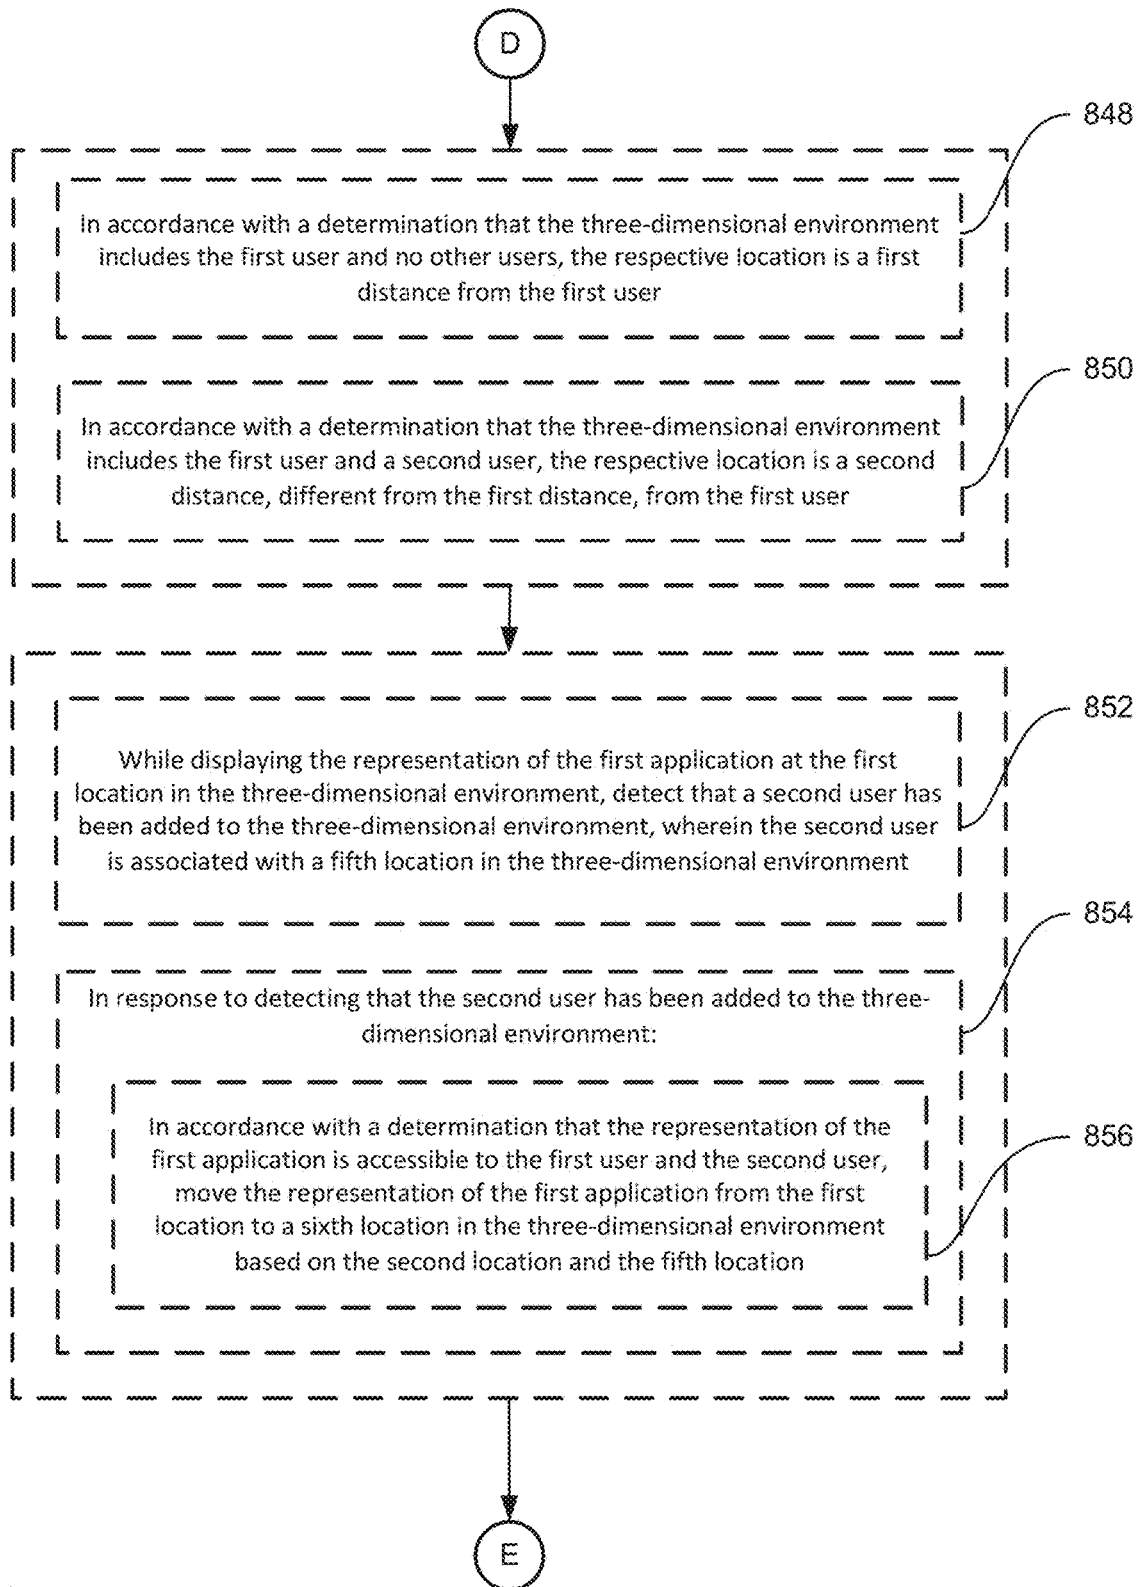 D
848
In accordance with a determination that the three-dimensional environment
includes the first user and no other users, the respective location is a first
distance from the first user
850
In accordance with a determination that the three-dimensional environment
includes the first user and a second user, the respective location is a second
distance, different from the first distance, from the first user
852
While displaying the representation of the first application at the first
location in the three-dimensional environment, detect that a second user has
been added to the three-dimensional environment, wherein the second user
is associated with a fifth location in the three-dimensional environment
854
In response to detecting that the second user has been added to the three-
dimensional environment:
856
In accordance with a determination that the representation of the
first application is accessible to the first user and the second user,
move the representation of the first application from the first
location to a sixth location in the three-dimensional environment
based on the second location and the fifth location
E